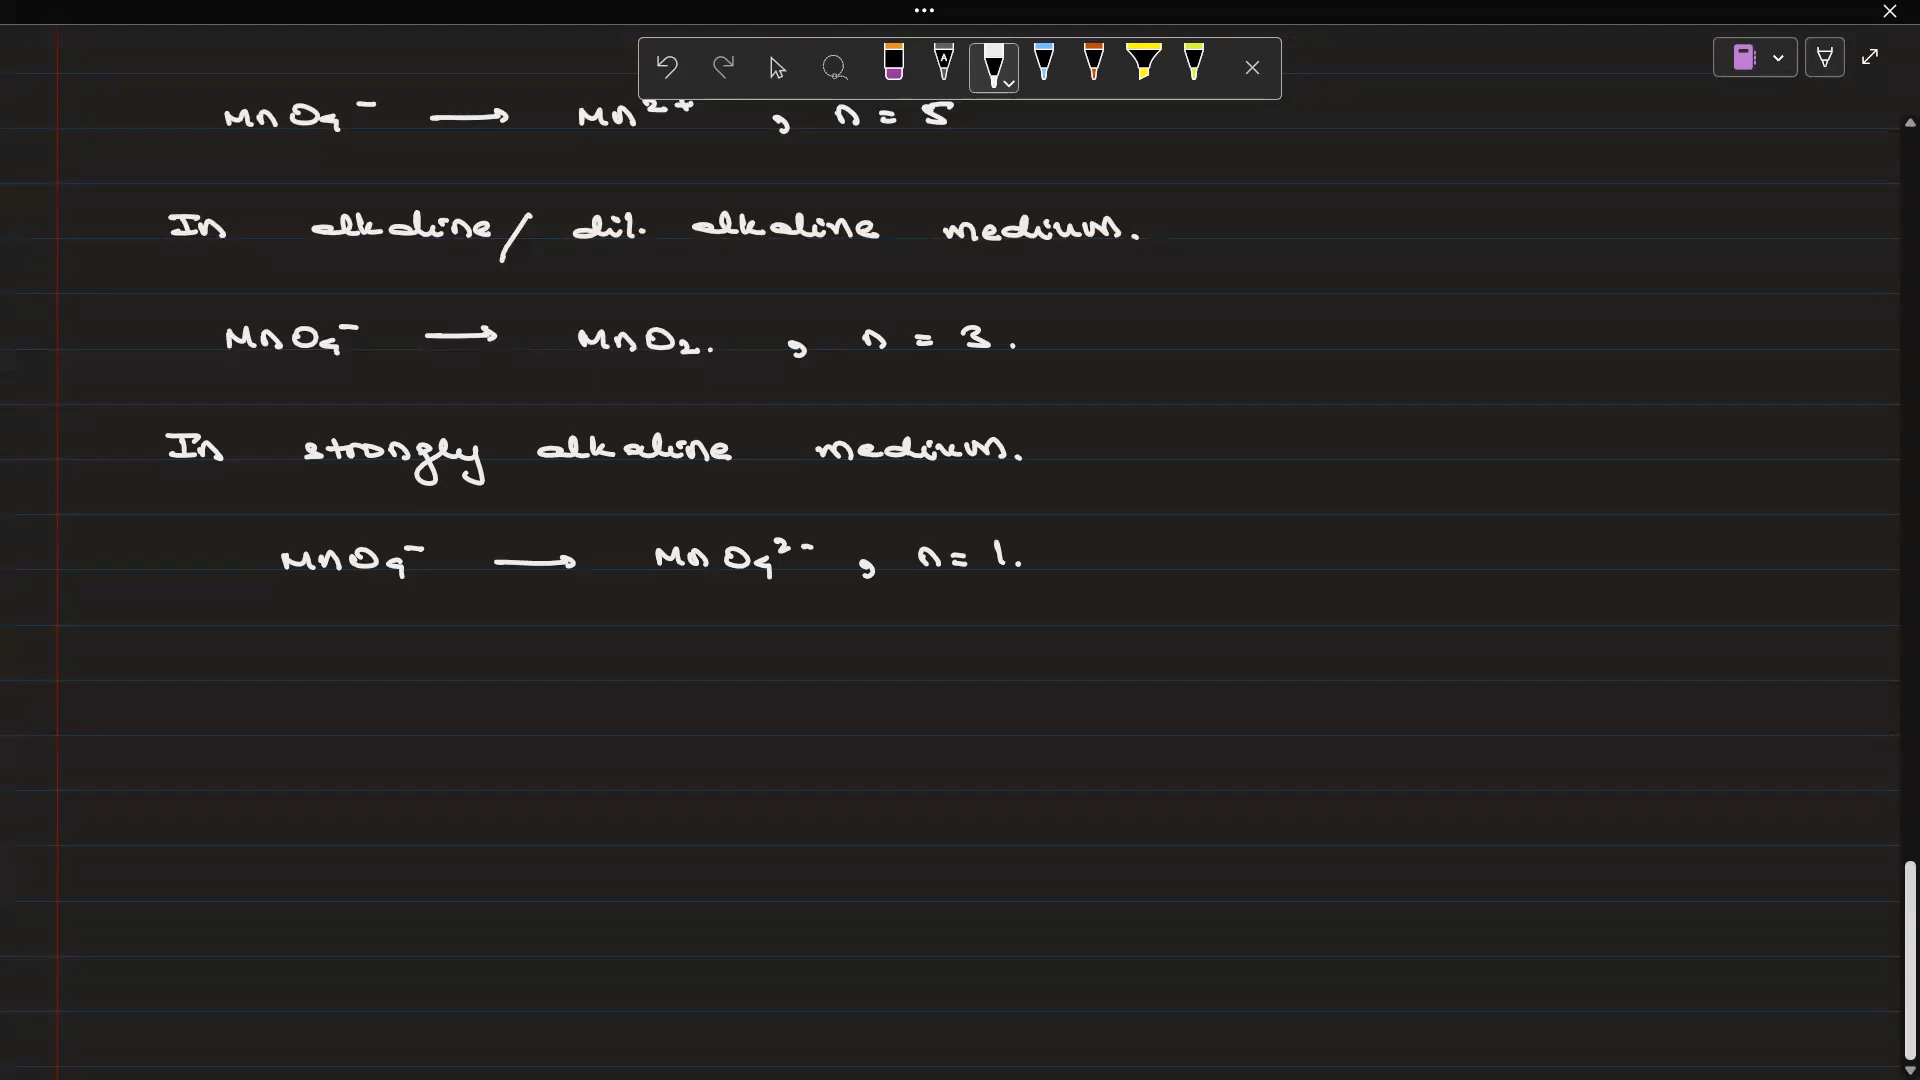 MnO₄⁻ ⟶ Mn²⁺ , n = 5
In alkaline/ dil. alkaline medium.
MnO₄⁻ ⟶ MnO₂. , n = 3.
In strongly alkaline medium.
MnO₄⁻ ⟶ MnO₄²⁻ , n = 1.